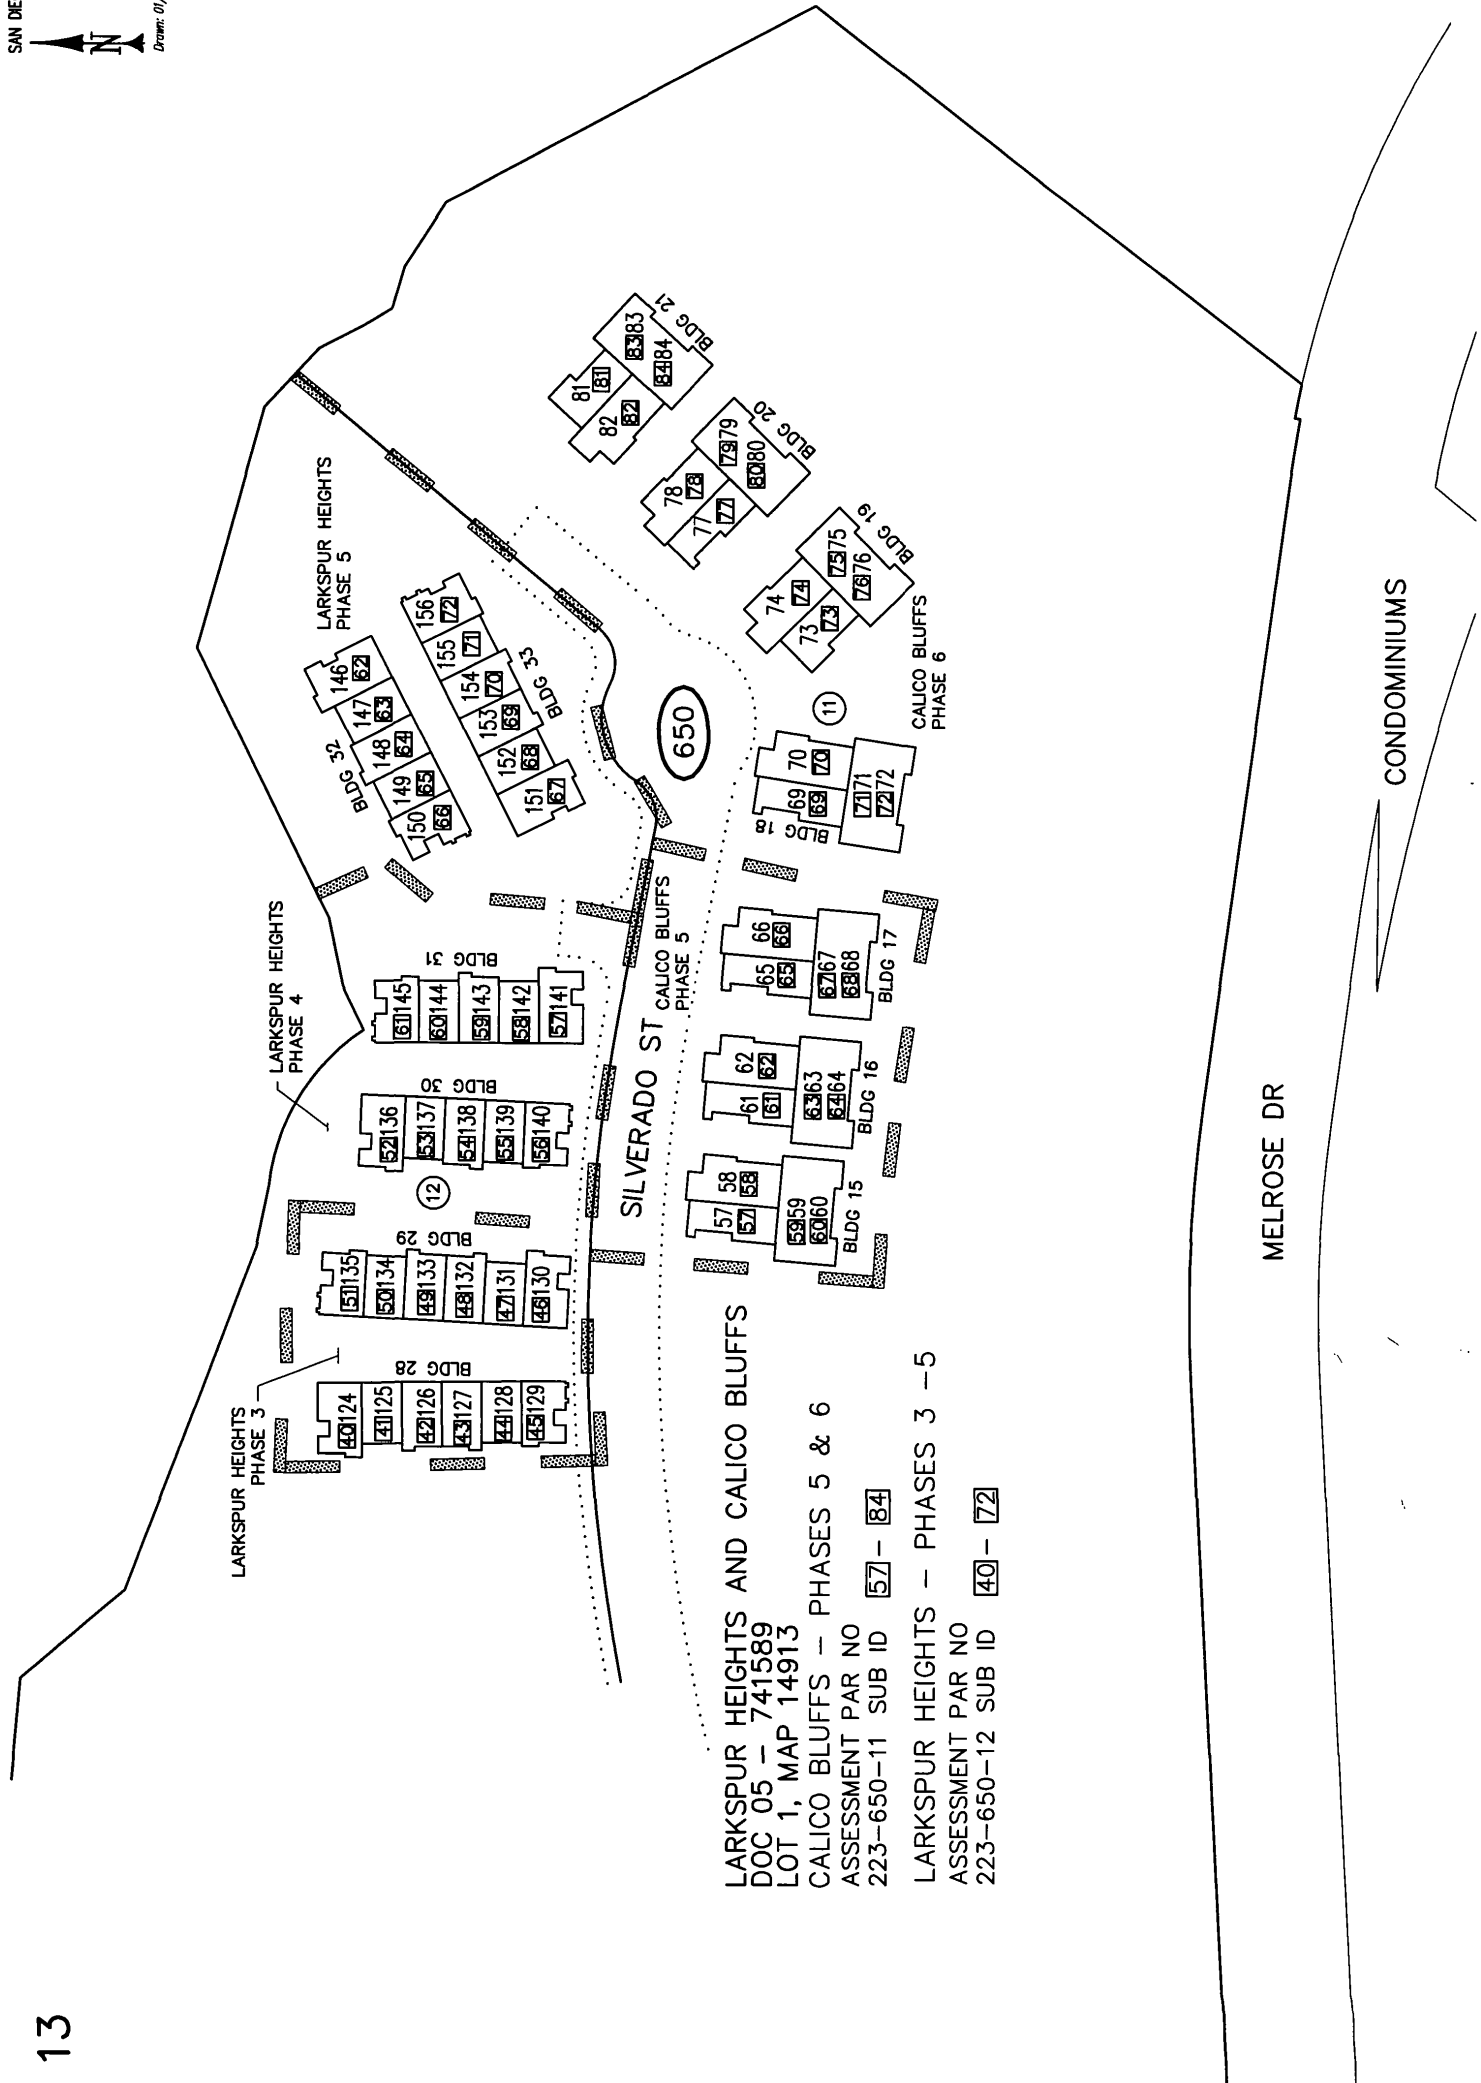 SAN DIE
N
Drawn: 01/
13
LARKSPUR HEIGHTS
PHASE 3
LARKSPUR HEIGHTS
PHASE 4
LARKSPUR HEIGHTS
PHASE 5
BLDG 28
40 124
41 125
42 126
43 127
44 128
45 129
BLDG 29
51 135
50 134
49 133
48 132
47 131
46 130
12
BLDG 30
52 136
53 137
54 138
55 139
56 140
BLDG 31
61 145
60 144
59 143
58 142
57 141
BLDG 32
146
62
147
63
148
64
149
65
150
66
BLDG 33
156
72
155
71
154
70
153
69
152
68
151
67
650
SILVERADO ST
CALICO BLUFFS
PHASE 5
57
57
58
58
59 59
60 60
BLDG 15
61
61
62
62
63 63
64 64
BLDG 16
65
65
66
66
67 67
68 68
BLDG 17
BLDG 18
69
69
70
70
71 71
72 72
11
CALICO BLUFFS
PHASE 6
73
73
74
74
75 75
76 76
BLDG 19
77
77
78
78
79 79
80 80
BLDG 20
81
81
82
82
83 83
84 84
BLDG 21
LARKSPUR HEIGHTS AND CALICO BLUFFS
DOC 05 - 741589
LOT 1, MAP 14913
CALICO BLUFFS - PHASES 5 & 6
ASSESSMENT PAR NO
223-650-11 SUB ID 57 - 84
LARKSPUR HEIGHTS - PHASES 3 -5
ASSESSMENT PAR NO
223-650-12 SUB ID 40 - 72
MELROSE DR
CONDOMINIUMS